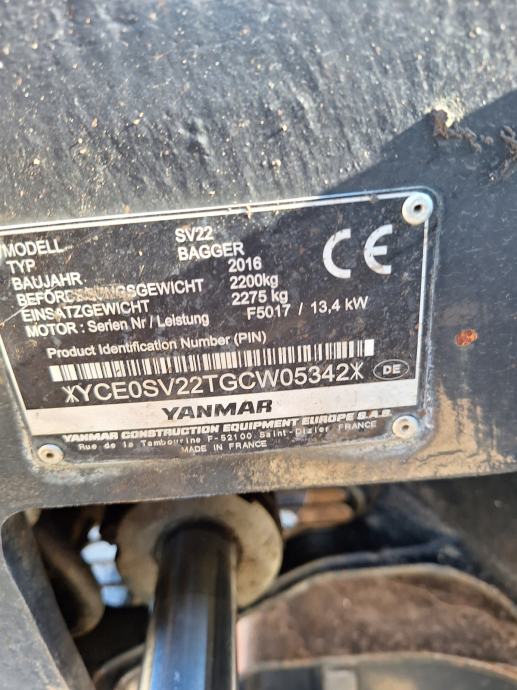 MODELL SV22
TYP BAGGER
BAUJAHR 2016
BEFÖRDERUNGSGEWICHT 2200kg
EINSATZGEWICHT 2275 kg
MOTOR : Serien Nr / Leistung F5017 / 13,4 kW
CE
Product Identification Number (PIN)
*YCE0SV22TGCW05342*
DE
YANMAR
YANMAR CONSTRUCTION EQUIPMENT EUROPE S.A.S.
Rue de la Tambourine F-52100 Saint-Dizier FRANCE
MADE IN FRANCE